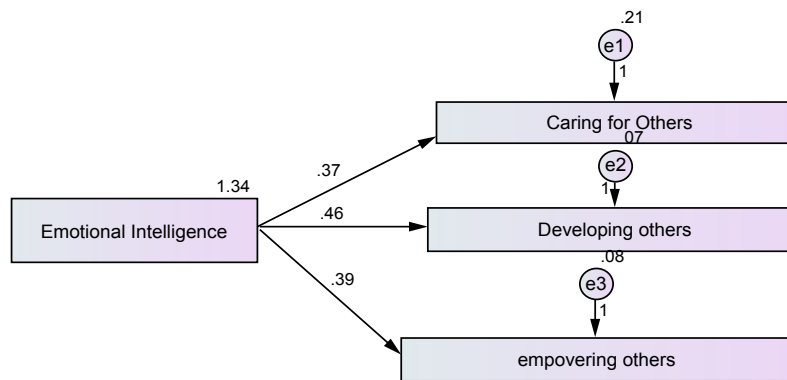 .21
e1
1
Caring for Others
.07
e2
1
.37
1.34
Emotional Intelligence
.46
Developing others
.08
e3
1
.39
empovering others